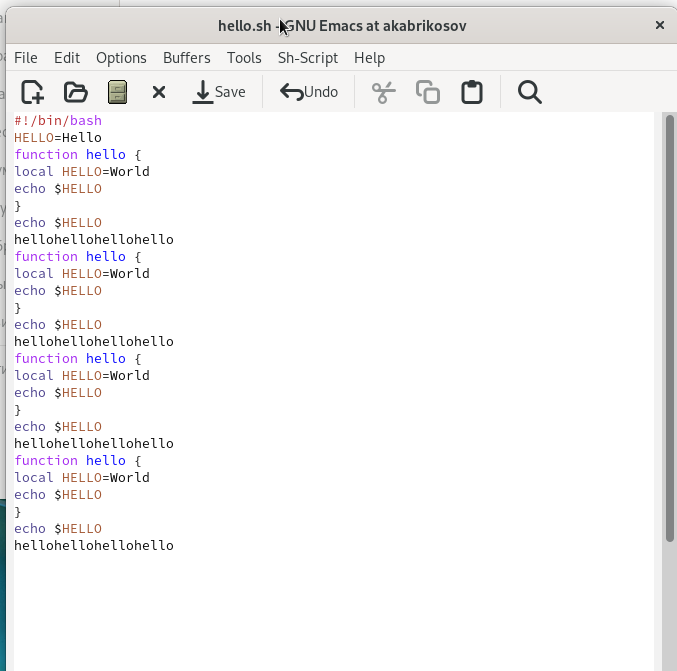 hello.sh - GNU Emacs at akabrikosov
File Edit Options Buffers Tools Sh-Script Help
Save Undo
#!/bin/bash
HELLO=Hello
function hello {
local HELLO=World
echo $HELLO
}
echo $HELLO
hellohellohellohello
function hello {
local HELLO=World
echo $HELLO
}
echo $HELLO
hellohellohellohello
function hello {
local HELLO=World
echo $HELLO
}
echo $HELLO
hellohellohellohello
function hello {
local HELLO=World
echo $HELLO
}
echo $HELLO
hellohellohellohello